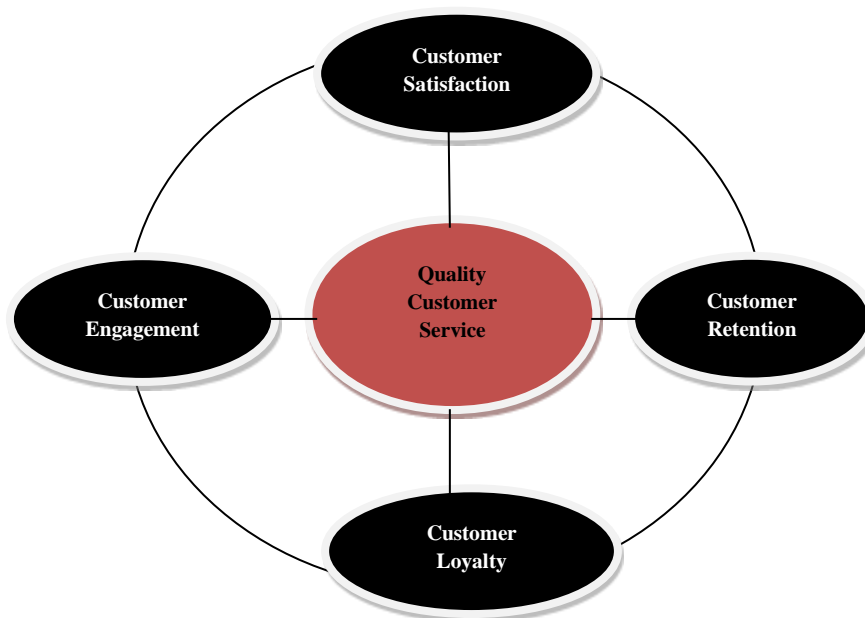 Customer
Satisfaction
Quality
Customer
Service
Customer
Engagement
Customer
Retention
Customer
Loyalty